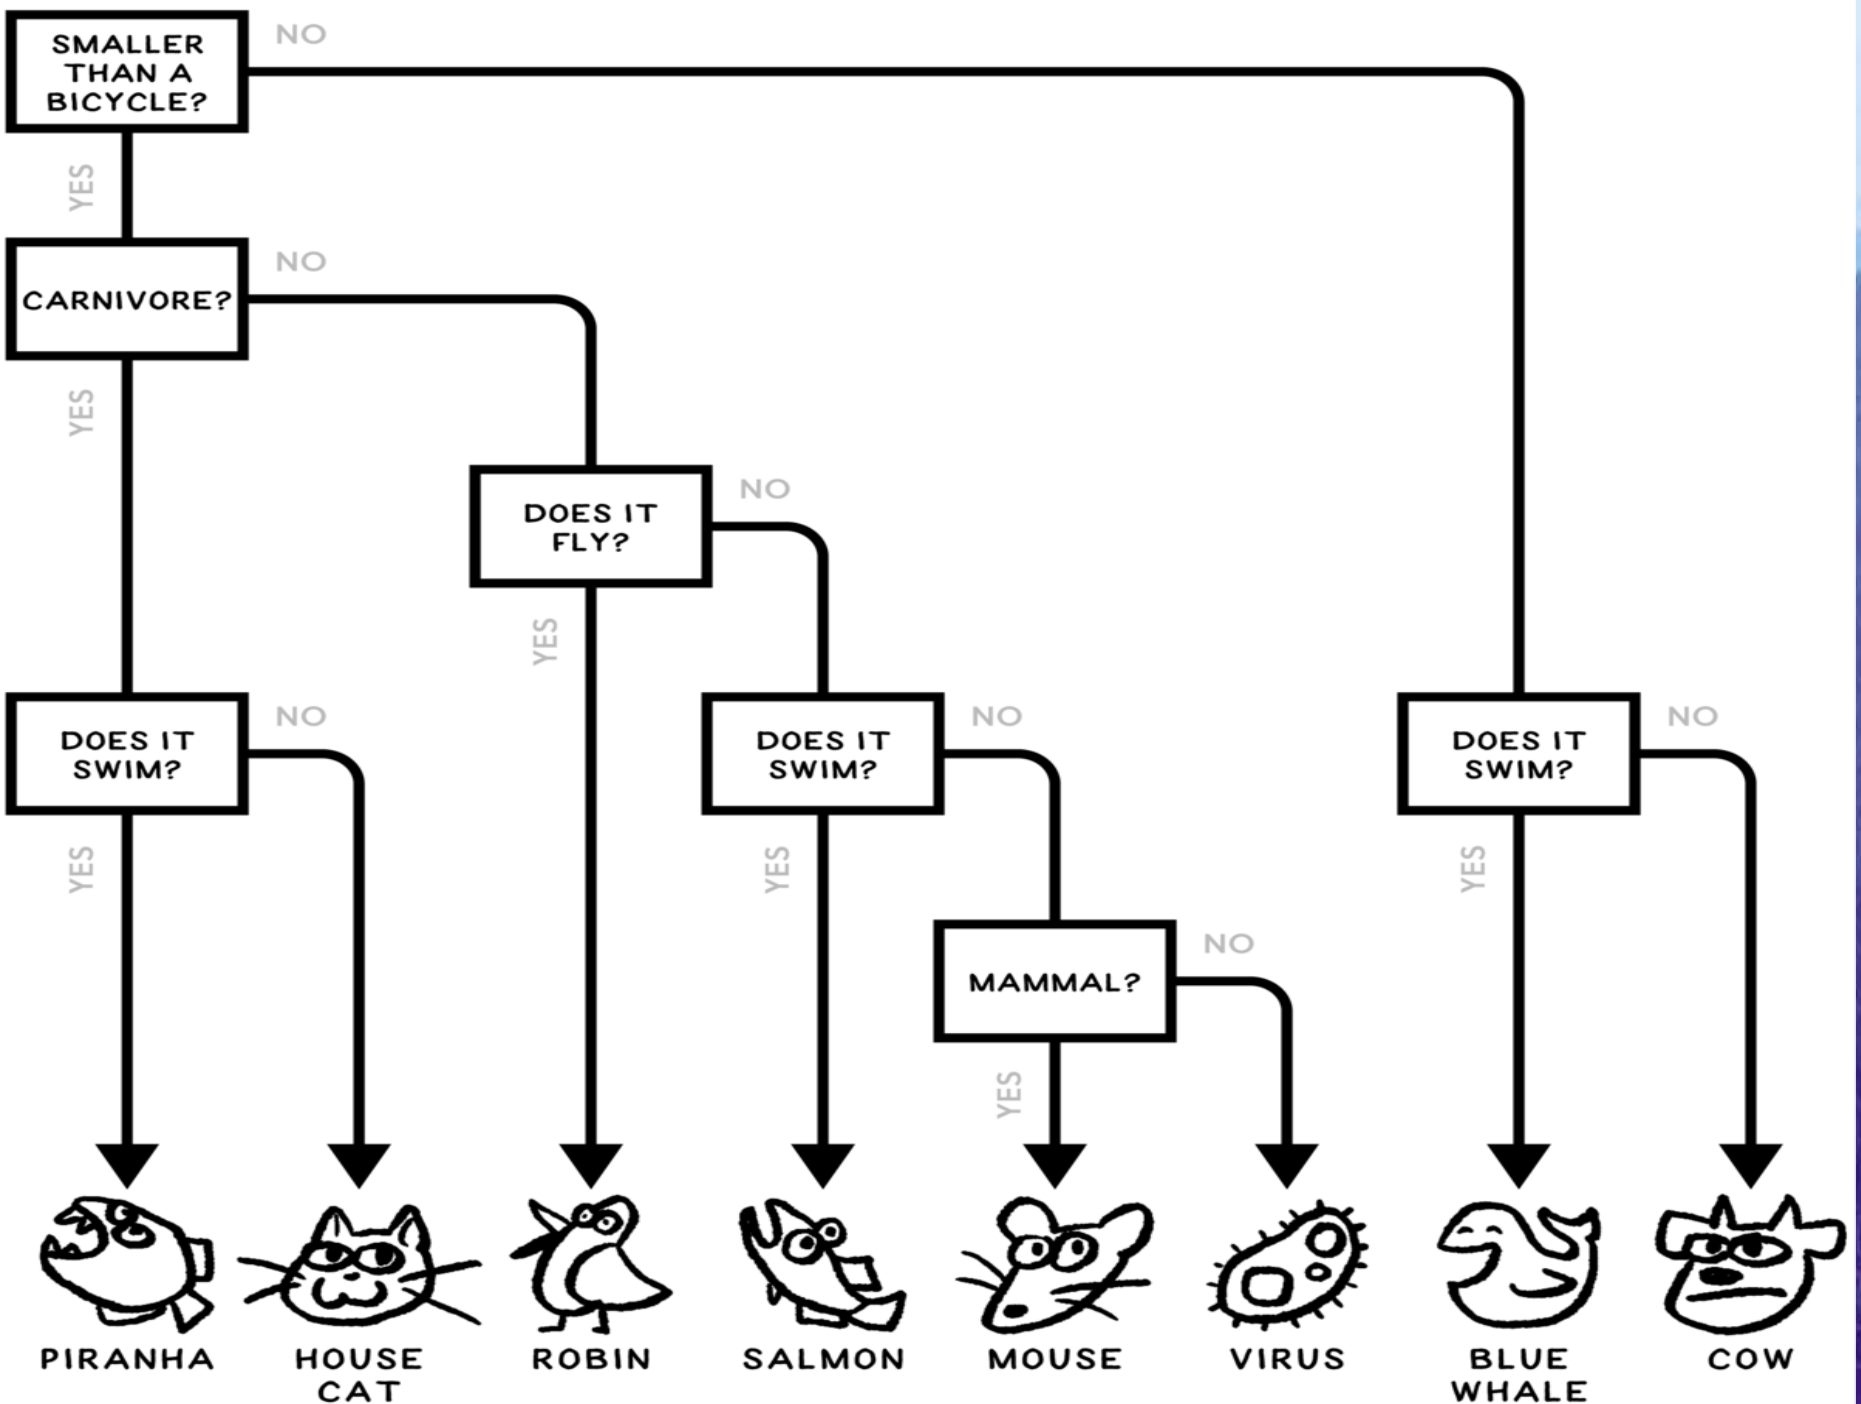 SMALLER
THAN A
BICYCLE?
NO
YES
CARNIVORE?
NO
YES
DOES IT
FLY?
NO
YES
DOES IT
SWIM?
NO
YES
DOES IT
SWIM?
NO
YES
DOES IT
SWIM?
NO
YES
MAMMAL?
NO
YES
PIRANHA
HOUSE
CAT
ROBIN
SALMON
MOUSE
VIRUS
BLUE
WHALE
COW